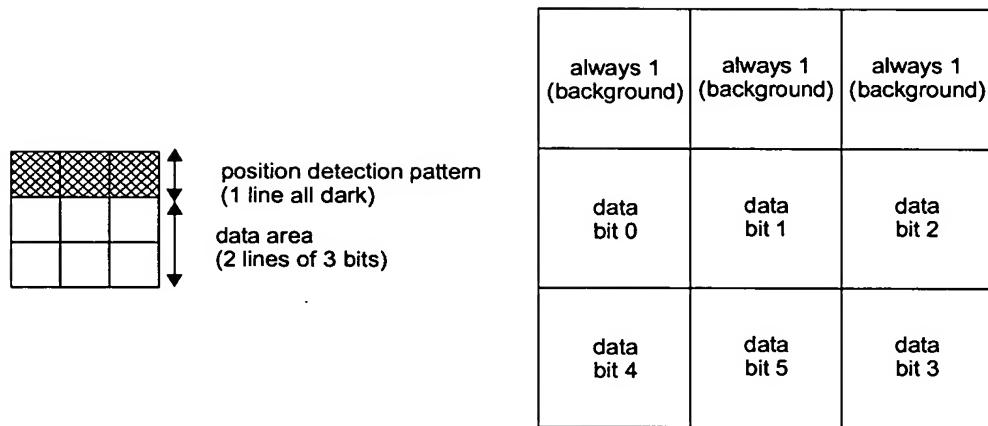 position detection pattern
(1 line all dark)
data area
(2 lines of 3 bits)
always 1
(background)
always 1
(background)
always 1
(background)
data
bit 0
data
bit 1
data
bit 2
data
bit 4
data
bit 5
data
bit 3